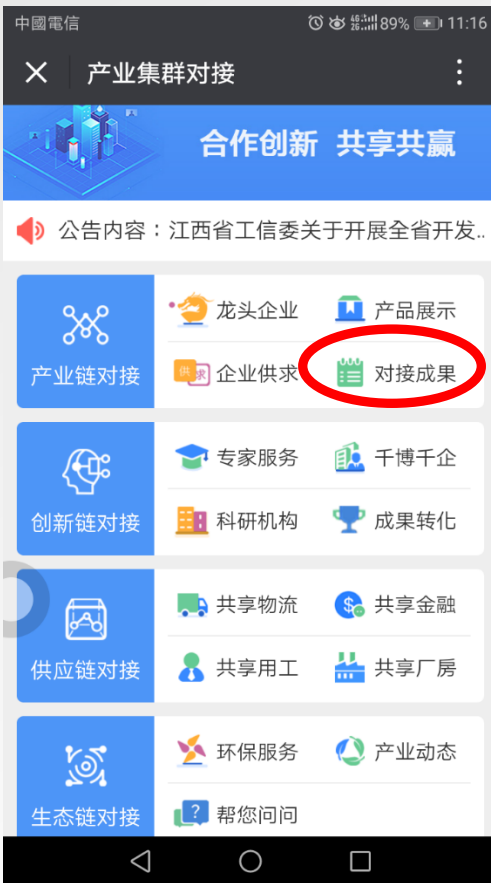 中國電信 89% 11:16
产业集群对接
合作创新 共享共赢
公告内容：江西省工信委关于开展全省开发..
龙头企业 产品展示
产业链对接
供 求 企业供求 对接成果
专家服务 千博千企
创新链对接
科研机构 成果转化
共享物流 共享金融
供应链对接
共享用工 共享厂房
环保服务 产业动态
生态链对接
帮您问问